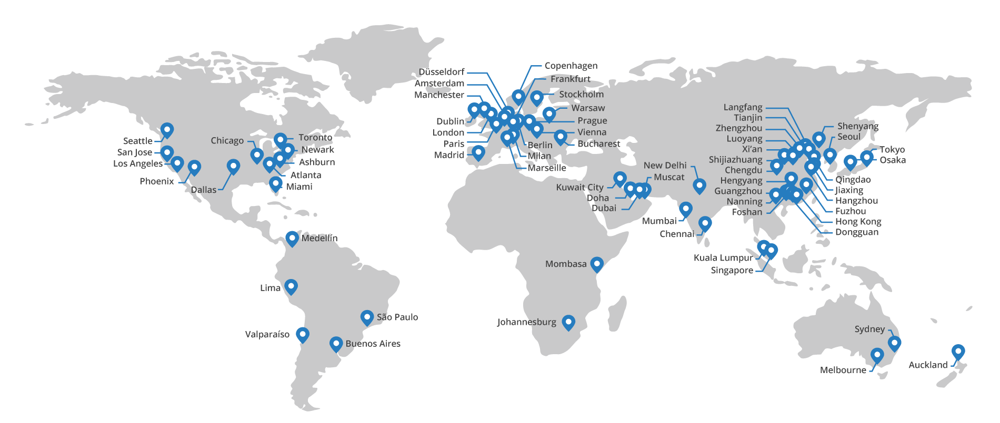 Seattle
San Jose
Los Angeles
Phoenix
Dallas
Chicago
Toronto
Newark
Ashburn
Atlanta
Miami
Medellín
Lima
São Paulo
Valparaíso
Buenos Aires
Düsseldorf
Amsterdam
Manchester
Dublin
London
Paris
Madrid
Copenhagen
Frankfurt
Stockholm
Warsaw
Prague
Vienna
Bucharest
Berlin
Milan
Marseille
Mombasa
Johannesburg
Kuwait City
Doha
Dubai
New Delhi
Muscat
Mumbai
Chennai
Langfang
Tianjin
Zhengzhou
Luoyang
Xi’an
Shijiazhuang
Chengdu
Hengyang
Guangzhou
Nanning
Foshan
Shenyang
Seoul
Tokyo
Osaka
Qingdao
Jiaxing
Hangzhou
Fuzhou
Hong Kong
Dongguan
Kuala Lumpur
Singapore
Sydney
Melbourne
Auckland